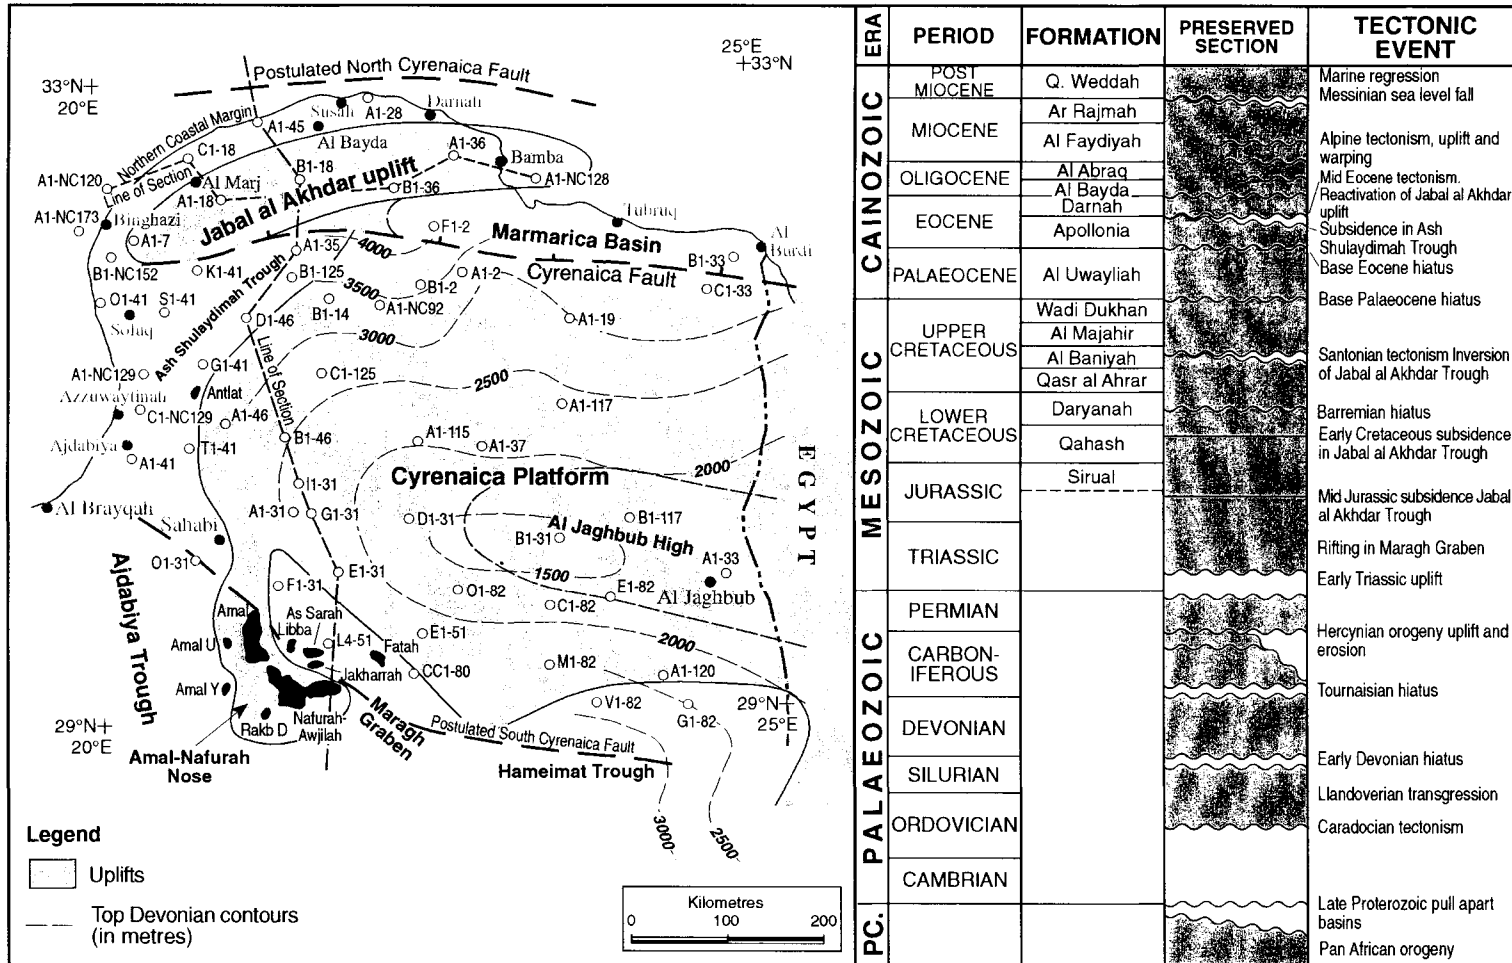 25°E
+33°N
33°N+
20°E
Postulated North Cyrenaica Fault
Northern Coastal Margin
Line of Section
Susah
A1-28
Darnah
A1-45
Al Bayda
A1-36
C1-18
Bamba
B1-18
A1-NC120
Al Marj
A1-NC128
B1-36
A1-18
Jabal al Akhdar uplift
A1-NC173
Binghazi
Tubruq
A1-7
F1-2
Marmarica Basin
Al
Burdi
A1-35
4000
B1-NC152
K1-41
B1-125
A1-2
Cyrenaica Fault
B1-33
C1-33
3500
B1-2
O1-41
S1-41
B1-14
A1-NC92
Soluq
Ash Shulaydimah Trough
D1-46
A1-19
3000
Line of Section
A1-NC129
G1-41
C1-125
2500
Antlat
Azzuwaytinah
C1-NC129
A1-46
A1-117
B1-46
A1-115
A1-37
Ajdabiya
T1-41
A1-41
2000
Cyrenaica Platform
EGYPT
I1-31
Al Brayqah
A1-31
G1-31
D1-31
Al Jaghbub High
B1-117
B1-31
Sahabi
O1-31
A1-33
E1-31
1500
F1-31
O1-82
E1-82
Al Jaghbub
C1-82
Ajdabiya Trough
Amal
As Sarah
Libba
E1-51
2000
Amal U
L4-51
Fatah
Jakharrah
CC1-80
M1-82
A1-120
Amal Y
V1-82
G1-82
29°N+
25°E
29°N+
20°E
Rakb D
Nafurah-
Awjilah
Maragh
Graben
Postulated South Cyrenaica Fault
Amal-Nafurah
Nose
Hameimat Trough
3000
2500
Legend
Uplifts
Top Devonian contours
(in metres)
Kilometres
0 100 200
ERA
PERIOD
FORMATION
PRESERVED
SECTION
TECTONIC
EVENT
CAINOZOIC
POST
MIOCENE
Q. Weddah
Marine regression
Messinian sea level fall
MIOCENE
Ar Rajmah
Al Faydiyah
Alpine tectonism, uplift and
warping
OLIGOCENE
Al Abraq
Al Bayda
Mid Eocene tectonism.
Reactivation of Jabal al Akhdar
uplift
EOCENE
Darnah
Apollonia
Subsidence in Ash
Shulaydimah Trough
Base Eocene hiatus
PALAEOCENE
Al Uwayliah
Base Palaeocene hiatus
MESOZOIC
UPPER
CRETACEOUS
Wadi Dukhan
Al Majahir
Al Baniyah
Qasr al Ahrar
Santonian tectonism Inversion
of Jabal al Akhdar Trough
LOWER
CRETACEOUS
Daryanah
Qahash
Barremian hiatus
Early Cretaceous subsidence
in Jabal al Akhdar Trough
JURASSIC
Sirual
Mid Jurassic subsidence Jabal
al Akhdar Trough
TRIASSIC
Rifting in Maragh Graben
Early Triassic uplift
PALAEOZOIC
PERMIAN
Hercynian orogeny uplift and
erosion
CARBON-
IFEROUS
Tournaisian hiatus
DEVONIAN
Early Devonian hiatus
SILURIAN
Llandoverian transgression
ORDOVICIAN
Caradocian tectonism
CAMBRIAN
PC.
Late Proterozoic pull apart
basins
Pan African orogeny